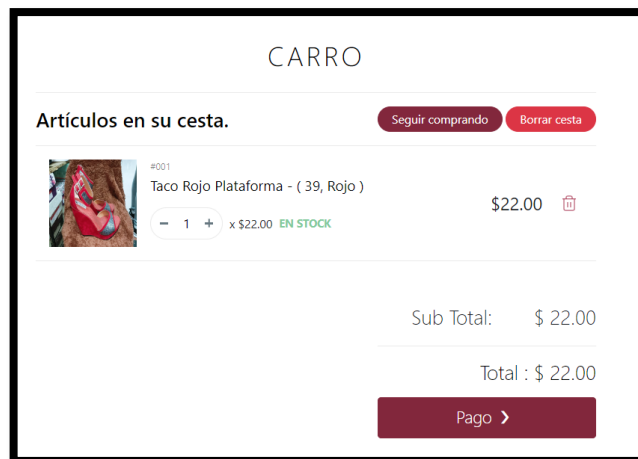 CARRO
Artículos en su cesta.
Seguir comprando
Borrar cesta
#001
Taco Rojo Plataforma - ( 39, Rojo )
− 1 + x $22.00 EN STOCK
$22.00
Sub Total: $ 22.00
Total : $ 22.00
Pago ❯